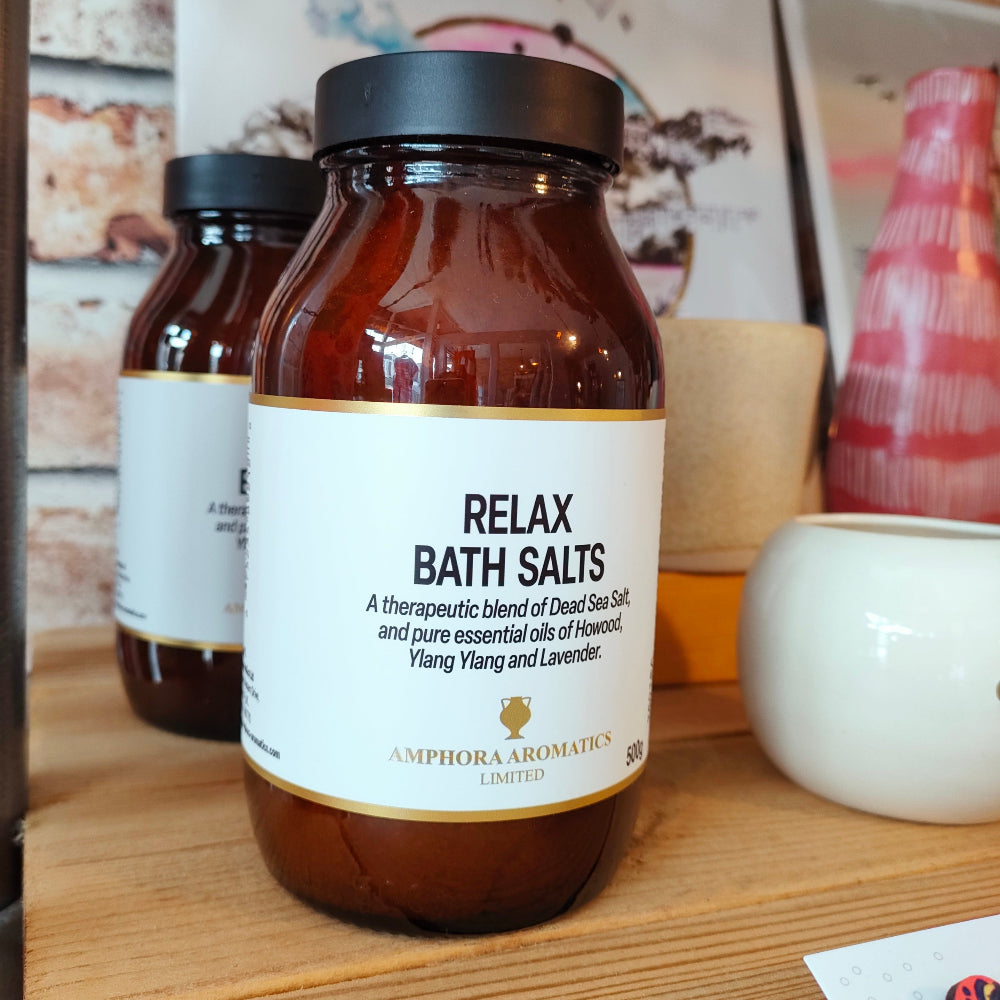 RELAX
BATH SALTS
A therapeutic blend of Dead Sea Salt,
and pure essential oils of Howood,
Ylang Ylang and Lavender.
AMPHORA AROMATICS
LIMITED
500g